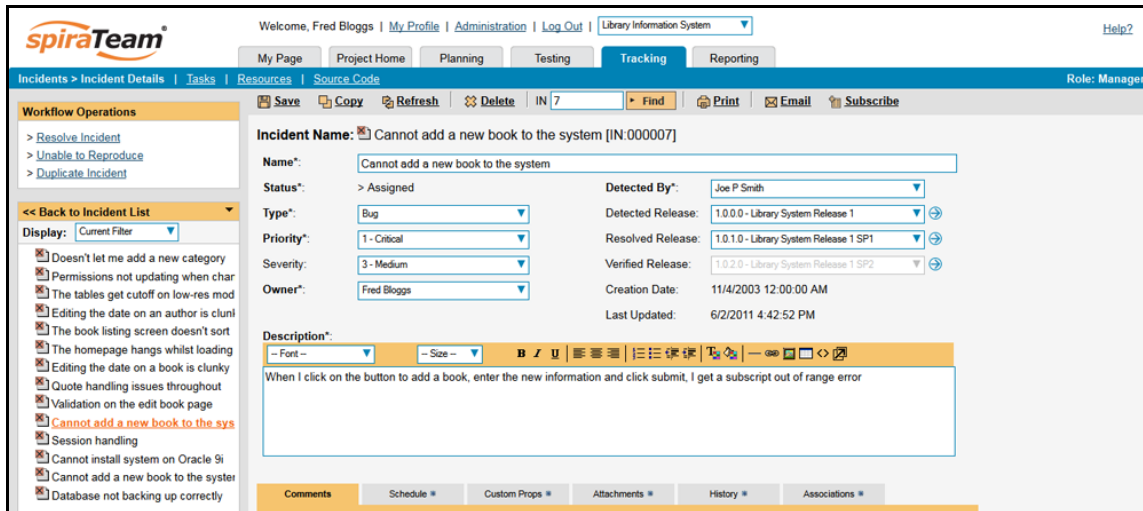 spiraTeam®
Welcome, Fred Bloggs | My Profile | Administration | Log Out | Library Information System
Help?
My Page Project Home Planning Testing Tracking Reporting
Incidents > Incident Details | Tasks | Resources | Source Code
Role: Manager
Workflow Operations
> Resolve Incident
> Unable to Reproduce
> Duplicate Incident
<< Back to Incident List
Display: Current Filter
Doesn't let me add a new category
Permissions not updating when char
The tables get cutoff on low-res mod
Editing the date on an author is clunk
The book listing screen doesn't sort
The homepage hangs whilst loading
Editing the date on a book is clunky
Quote handling issues throughout
Validation on the edit book page
Cannot add a new book to the sys
Session handling
Cannot install system on Oracle 9i
Cannot add a new book to the system
Database not backing up correctly
Save Copy Refresh | Delete | IN 7 Find | Print | Email Subscribe
Incident Name: Cannot add a new book to the system [IN:000007]
Name*: Cannot add a new book to the system
Status*: > Assigned Detected By*: Joe P Smith
Type*: Bug Detected Release: 1.0.0.0 - Library System Release 1
Priority*: 1 - Critical Resolved Release: 1.0.1.0 - Library System Release 1 SP1
Severity: 3 - Medium Verified Release: 1.0.2.0 - Library System Release 1 SP2
Owner*: Fred Bloggs Creation Date: 11/4/2003 12:00:00 AM
Last Updated: 6/2/2011 4:42:52 PM
Description*:
-- Font -- -- Size -- B I U
When I click on the button to add a book, enter the new information and click submit, I get a subscript out of range error
Comments Schedule Custom Props Attachments History Associations